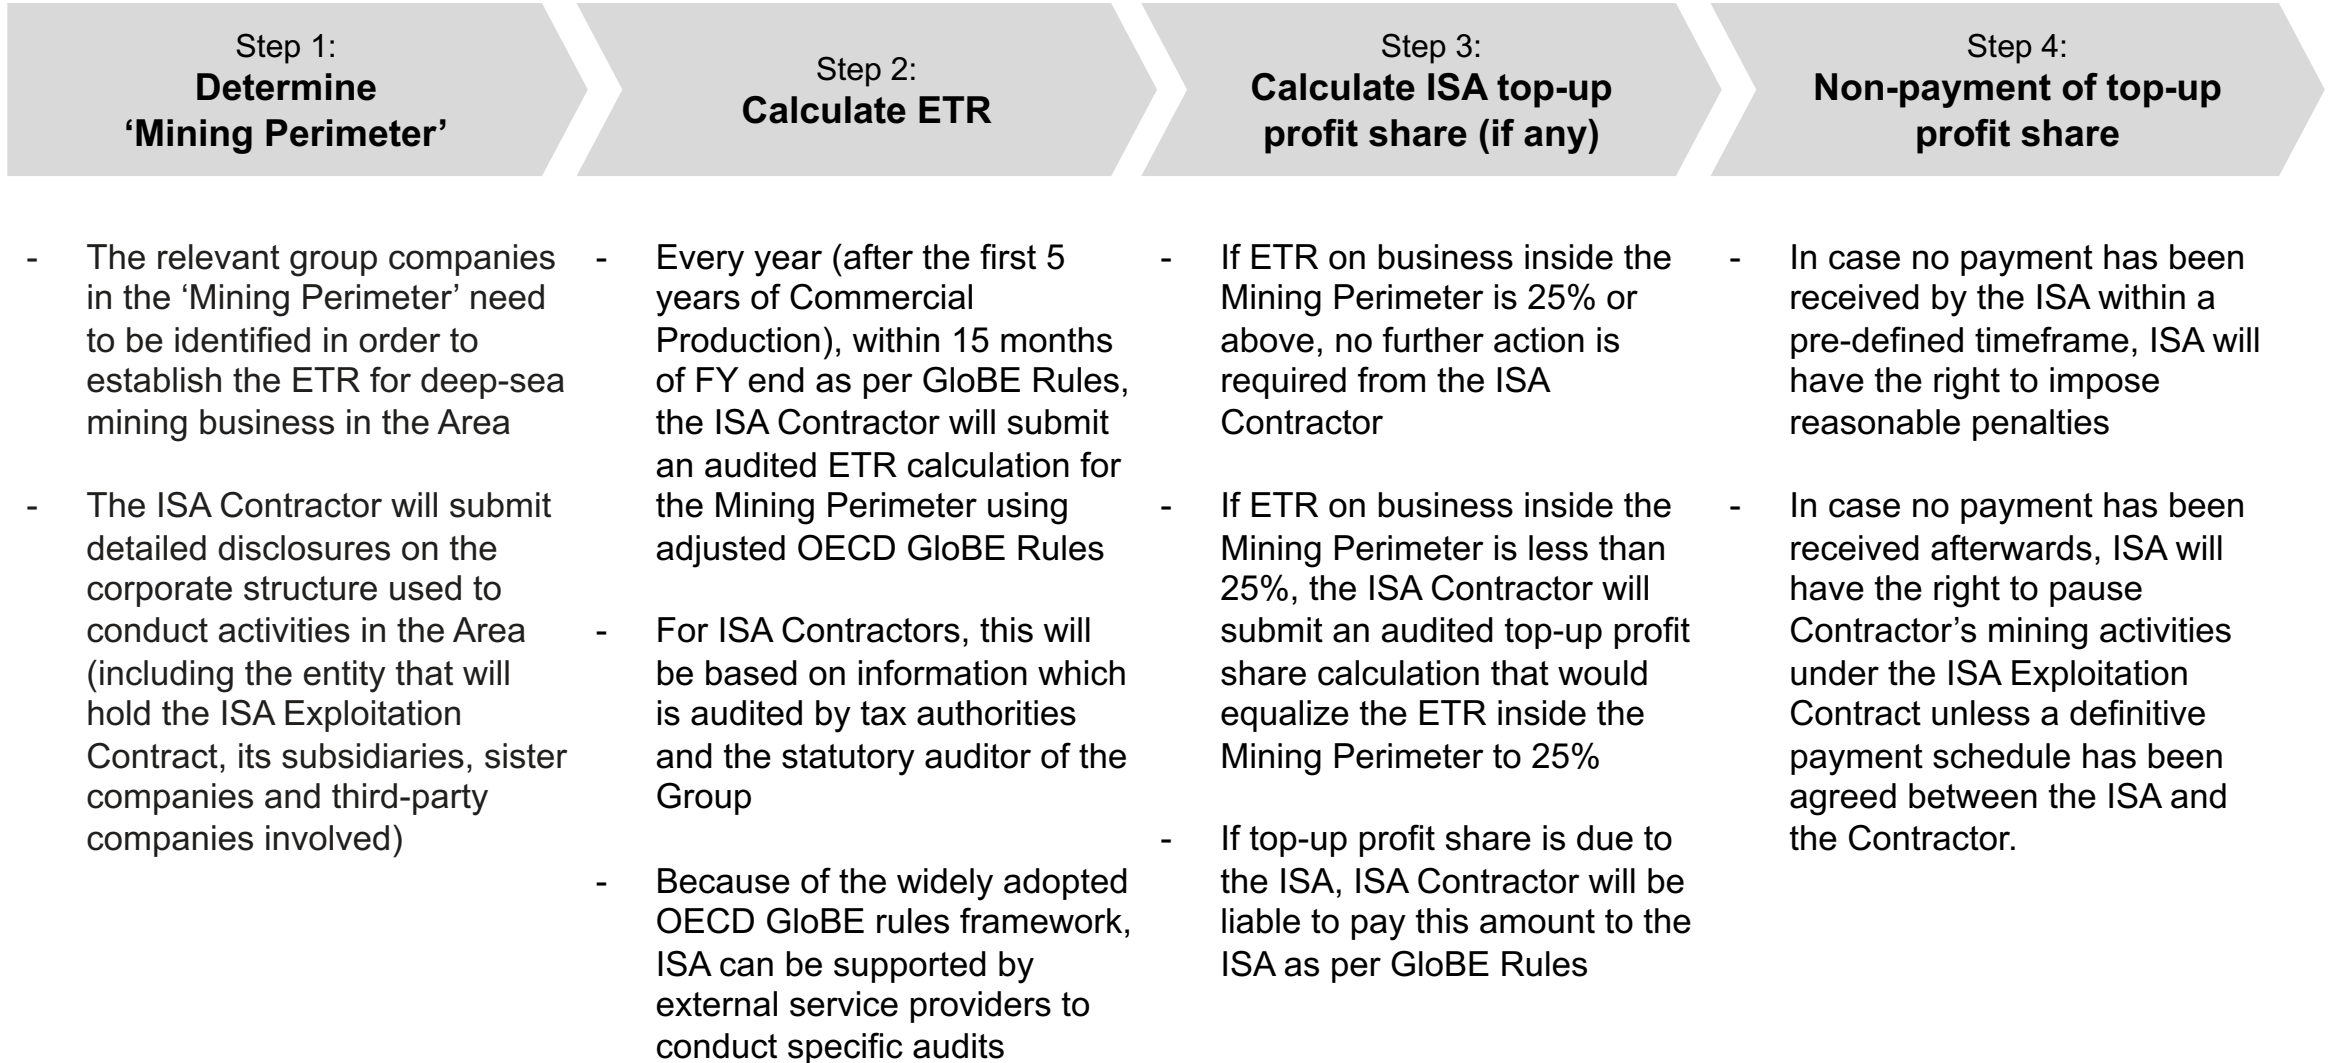 Step 1:
Determine
‘Mining Perimeter’
Step 2:
Calculate ETR
Step 3:
Calculate ISA top-up
profit share (if any)
Step 4:
Non-payment of top-up
profit share
- The relevant group companies
in the ‘Mining Perimeter’ need
to be identified in order to
establish the ETR for deep-sea
mining business in the Area
- The ISA Contractor will submit
detailed disclosures on the
corporate structure used to
conduct activities in the Area
(including the entity that will
hold the ISA Exploitation
Contract, its subsidiaries, sister
companies and third-party
companies involved)
- Every year (after the first 5
years of Commercial
Production), within 15 months
of FY end as per GloBE Rules,
the ISA Contractor will submit
an audited ETR calculation for
the Mining Perimeter using
adjusted OECD GloBE Rules
- For ISA Contractors, this will
be based on information which
is audited by tax authorities
and the statutory auditor of the
Group
- Because of the widely adopted
OECD GloBE rules framework,
ISA can be supported by
external service providers to
conduct specific audits
- If ETR on business inside the
Mining Perimeter is 25% or
above, no further action is
required from the ISA
Contractor
- If ETR on business inside the
Mining Perimeter is less than
25%, the ISA Contractor will
submit an audited top-up profit
share calculation that would
equalize the ETR inside the
Mining Perimeter to 25%
- If top-up profit share is due to
the ISA, ISA Contractor will be
liable to pay this amount to the
ISA as per GloBE Rules
- In case no payment has been
received by the ISA within a
pre-defined timeframe, ISA will
have the right to impose
reasonable penalties
- In case no payment has been
received afterwards, ISA will
have the right to pause
Contractor’s mining activities
under the ISA Exploitation
Contract unless a definitive
payment schedule has been
agreed between the ISA and
the Contractor.